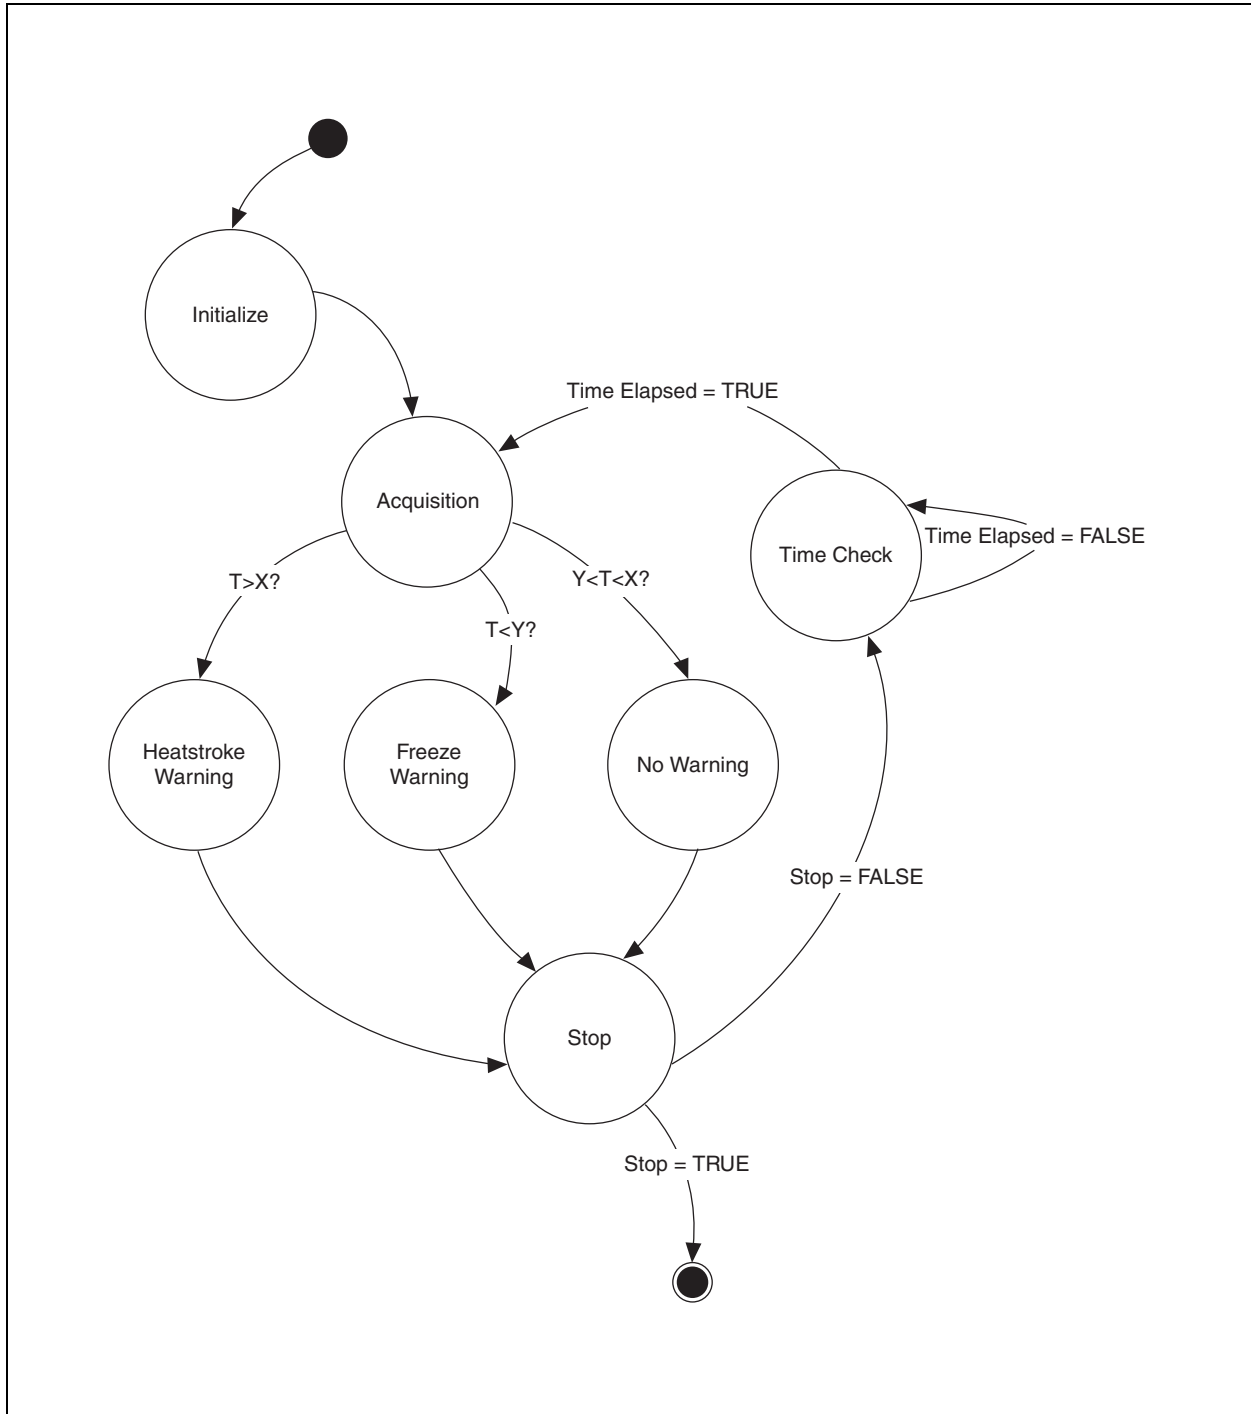 Initialize
Time Elapsed = TRUE
Acquisition
Time Elapsed = FALSE
Time Check
T>X?
Y<T<X?
T<Y?
Heatstroke
Warning
Freeze
Warning
No Warning
Stop = FALSE
Stop
Stop = TRUE